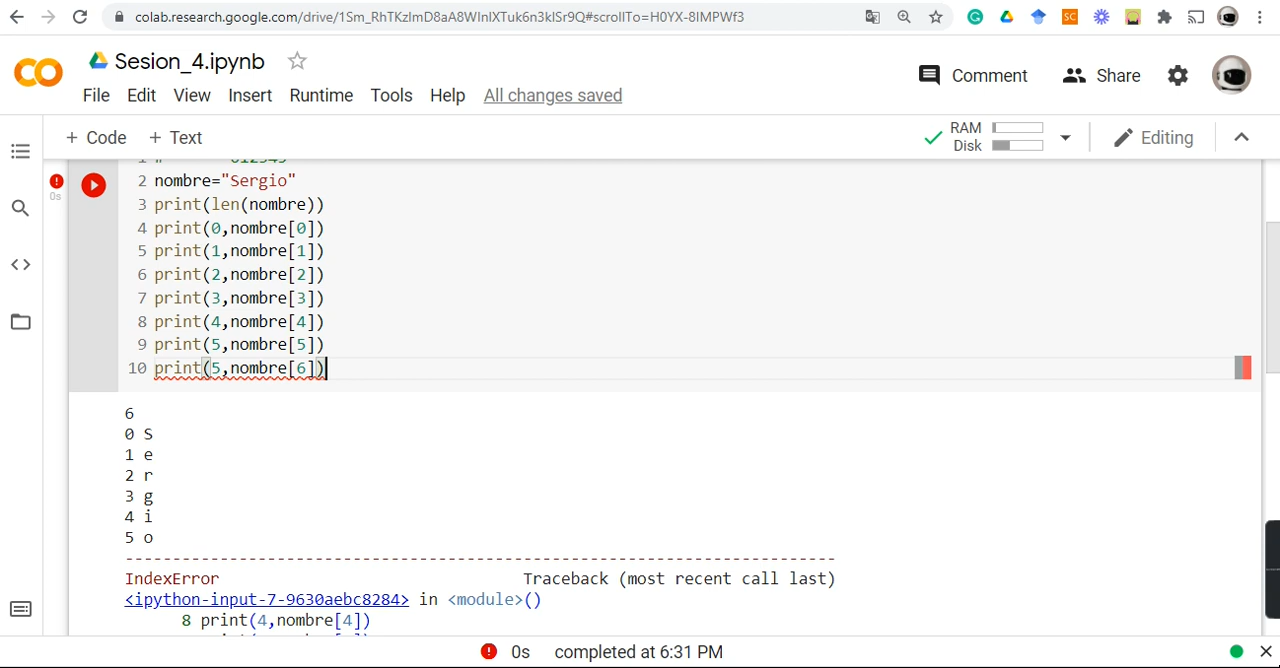 colab.research.google.com/drive/1Sm_RhTKzlmD8aA8WlnlXTuk6n3klSr9Q#scrollTo=H0YX-8IMPWf3
Sesion_4.ipynb
File Edit View Insert Runtime Tools Help All changes saved
Comment Share
+ Code + Text
RAM
Disk
Editing
2 nombre="Sergio"
3 print(len(nombre))
4 print(0,nombre[0])
5 print(1,nombre[1])
6 print(2,nombre[2])
7 print(3,nombre[3])
8 print(4,nombre[4])
9 print(5,nombre[5])
10 print(5,nombre[6])
0s
6
0 S
1 e
2 r
3 g
4 i
5 o
---------------------------------------------------------------------------
IndexError Traceback (most recent call last)
<ipython-input-7-9630aebc8284> in <module>()
8 print(4,nombre[4])
0s completed at 6:31 PM